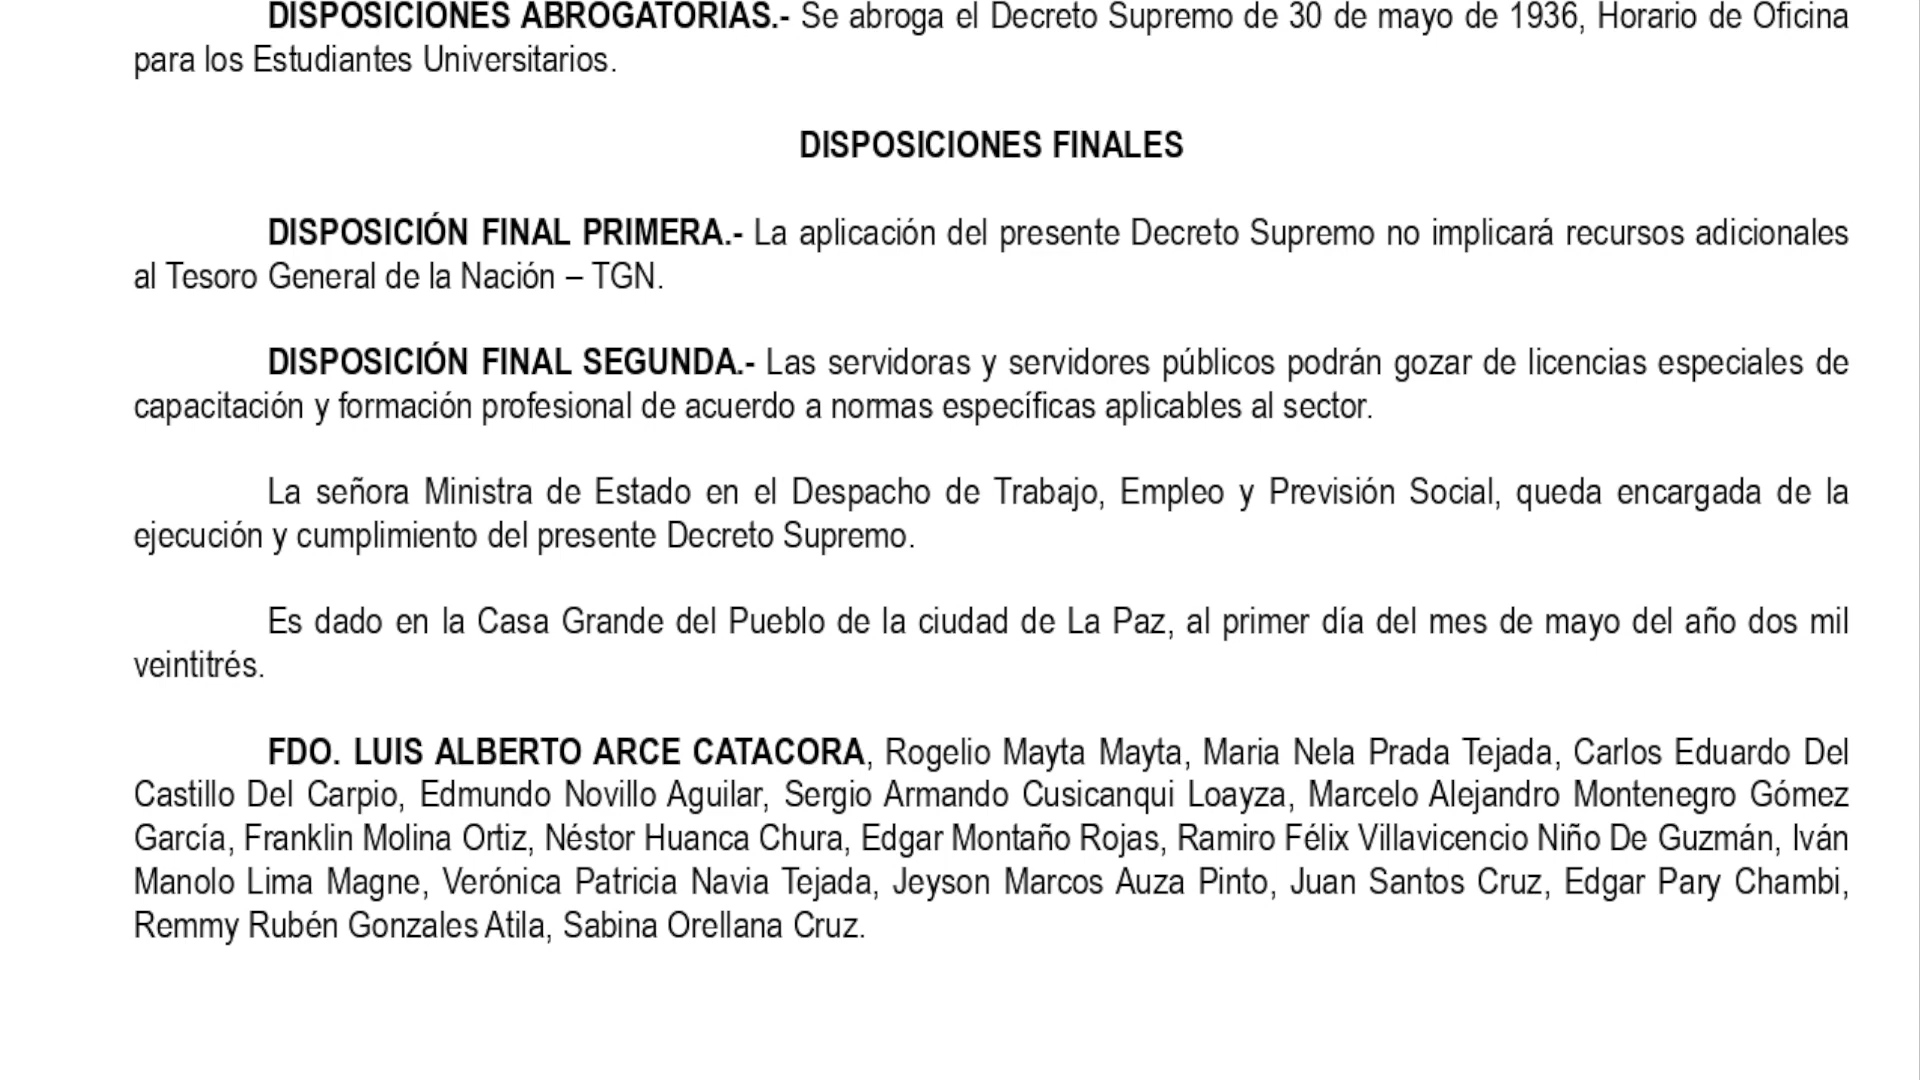 DISPOSICIONES ABROGATORIAS.- Se abroga el Decreto Supremo de 30 de mayo de 1936, Horario de Oficina
para los Estudiantes Universitarios.
DISPOSICIONES FINALES
DISPOSICIÓN FINAL PRIMERA.- La aplicación del presente Decreto Supremo no implicará recursos adicionales
al Tesoro General de la Nación – TGN.
DISPOSICIÓN FINAL SEGUNDA.- Las servidoras y servidores públicos podrán gozar de licencias especiales de
capacitación y formación profesional de acuerdo a normas específicas aplicables al sector.
La señora Ministra de Estado en el Despacho de Trabajo, Empleo y Previsión Social, queda encargada de la
ejecución y cumplimiento del presente Decreto Supremo.
Es dado en la Casa Grande del Pueblo de la ciudad de La Paz, al primer día del mes de mayo del año dos mil
veintitrés.
FDO. LUIS ALBERTO ARCE CATACORA, Rogelio Mayta Mayta, Maria Nela Prada Tejada, Carlos Eduardo Del
Castillo Del Carpio, Edmundo Novillo Aguilar, Sergio Armando Cusicanqui Loayza, Marcelo Alejandro Montenegro Gómez
García, Franklin Molina Ortiz, Néstor Huanca Chura, Edgar Montaño Rojas, Ramiro Félix Villavicencio Niño De Guzmán, Iván
Manolo Lima Magne, Verónica Patricia Navia Tejada, Jeyson Marcos Auza Pinto, Juan Santos Cruz, Edgar Pary Chambi,
Remmy Rubén Gonzales Atila, Sabina Orellana Cruz.